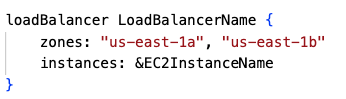 loadBalancer LoadBalancerName {
    zones: "us-east-1a", "us-east-1b"
    instances: &EC2InstanceName
}